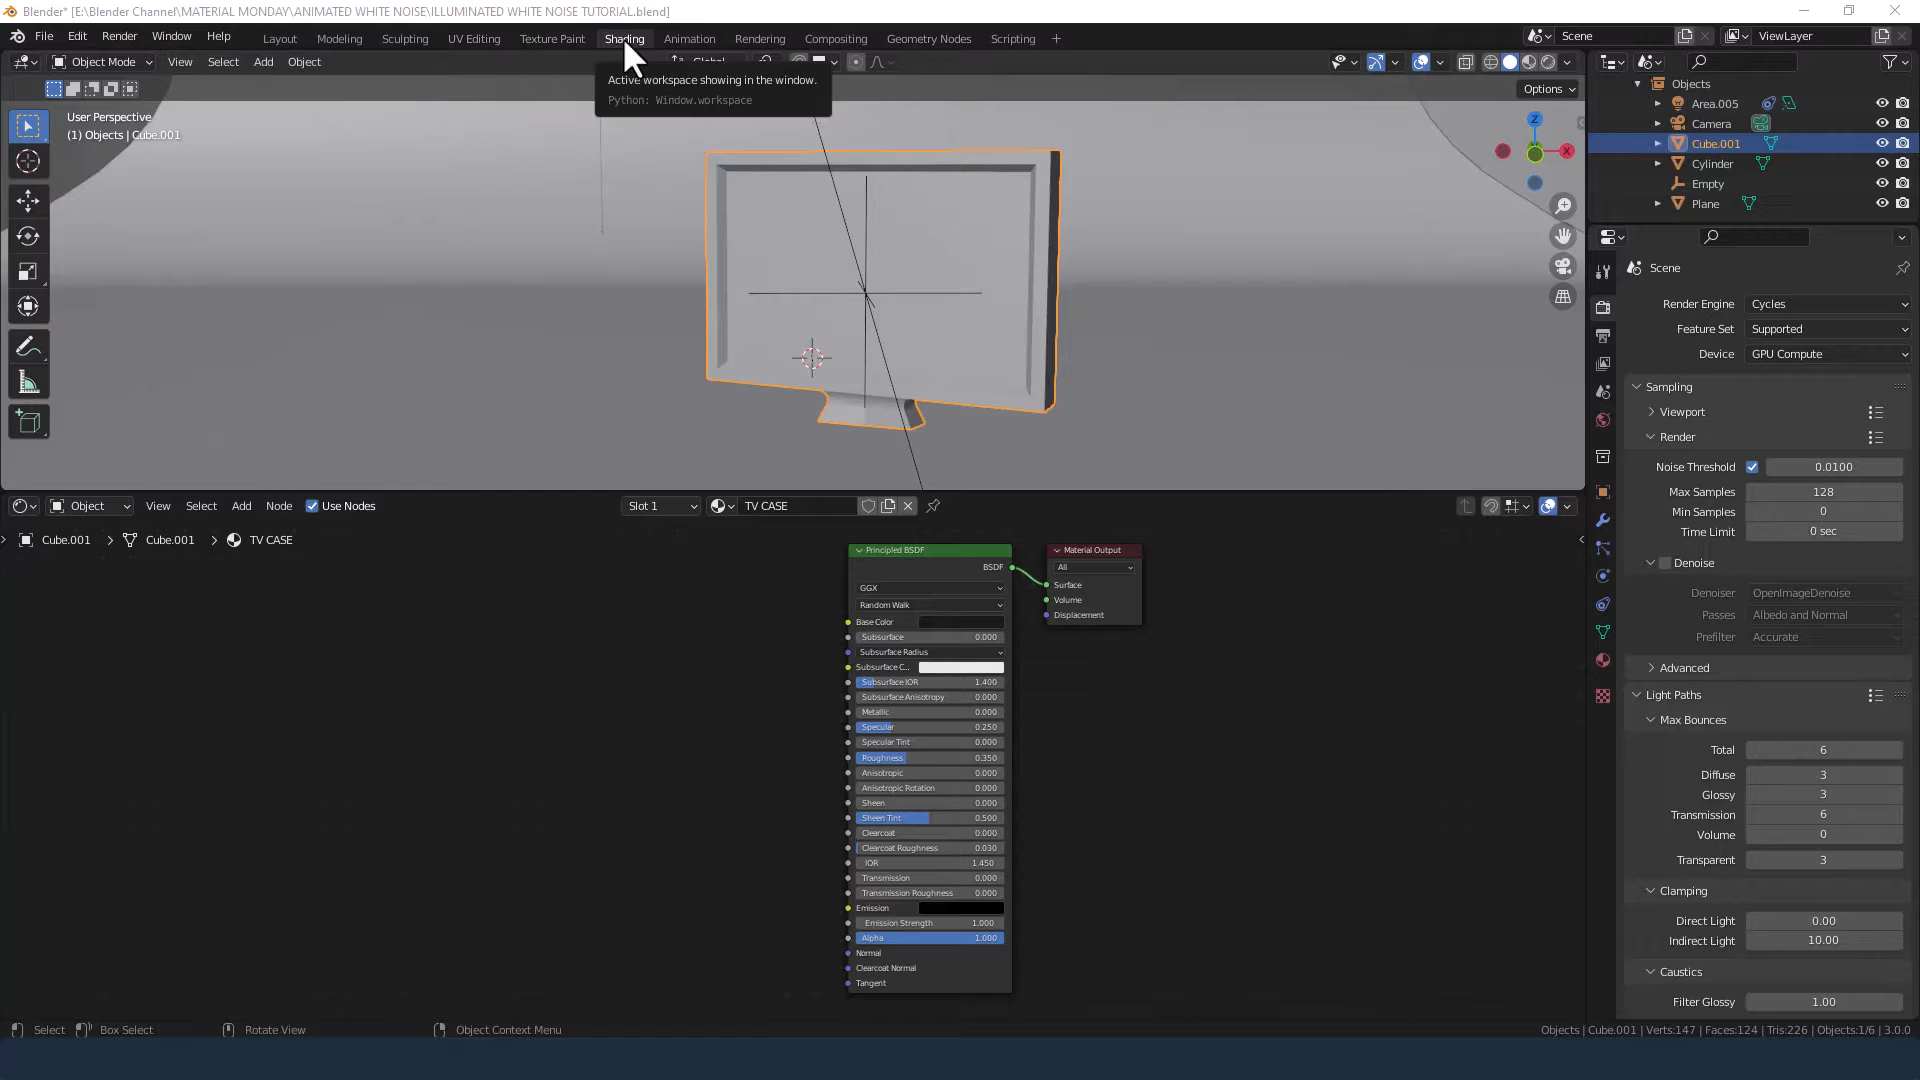 Blender* [E:\Blender Channel\MATERIAL MONDAY\ANIMATED WHITE NOISE\ILLUMINATED WHITE NOISE TUTORIAL.blend]
File Edit Render Window Help Layout Modeling Sculpting UV Editing Texture Paint Shading Animation Rendering Compositing Geometry Nodes Scripting + Scene ViewLayer
Object Mode View Select Add Object
Active workspace showing in the window.
Python: Window.workspace
Options
User Perspective
(1) Objects | Cube.001
Z
X
Objects
Area.005
Camera
Cube.001
Cylinder
Empty
Plane
Scene
Render Engine Cycles
Feature Set Supported
Device GPU Compute
Sampling
Viewport
Render
Noise Threshold 0.0100
Max Samples 128
Min Samples 0
Time Limit 0 sec
Denoise
Denoiser OpenImageDenoise
Passes Albedo and Normal
Prefilter Accurate
Advanced
Light Paths
Max Bounces
Total 6
Diffuse 3
Glossy 3
Transmission 6
Volume 0
Transparent 3
Clamping
Direct Light 0.00
Indirect Light 10.00
Caustics
Filter Glossy 1.00
Object View Select Add Node Use Nodes Slot 1 TV CASE
Cube.001 > Cube.001 > TV CASE
Principled BSDF
BSDF
GGX
Random Walk
Base Color
Subsurface 0.000
Subsurface Radius
Subsurface C...
Subsurface IOR 1.400
Subsurface Anisotropy 0.000
Metallic 0.000
Specular 0.250
Specular Tint 0.000
Roughness 0.350
Anisotropic 0.000
Anisotropic Rotation 0.000
Sheen 0.000
Sheen Tint 0.500
Clearcoat 0.000
Clearcoat Roughness 0.030
IOR 1.450
Transmission 0.000
Transmission Roughness 0.000
Emission
Emission Strength 1.000
Alpha 1.000
Normal
Clearcoat Normal
Tangent
Material Output
All
Surface
Volume
Displacement
Select Box Select Rotate View Object Context Menu Objects | Cube.001 | Verts:147 | Faces:124 | Tris:226 | Objects:1/6 | 3.0.0